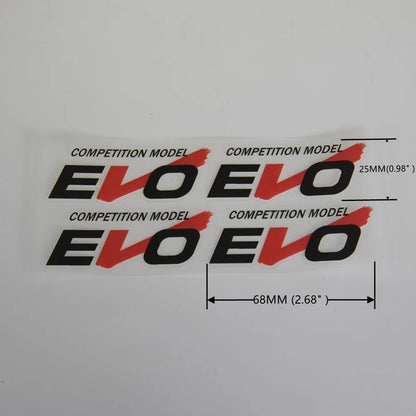 COMPETITION MODEL COMPETITION MODEL
EVO EVO
25MM(0.98")
COMPETITION MODEL COMPETITION MODEL
EVO EVO
68MM (2.68")